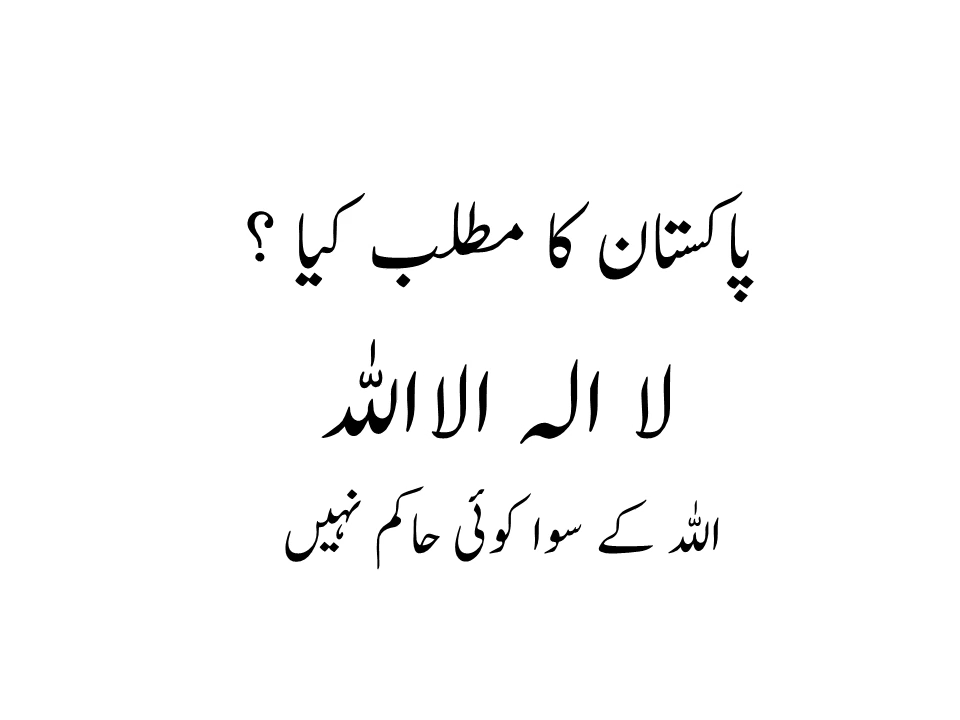 پاکستان کا مطلب کیا ؟
لا الہ الا اللہ
اللہ کے سوا کوئی حاکم نہیں